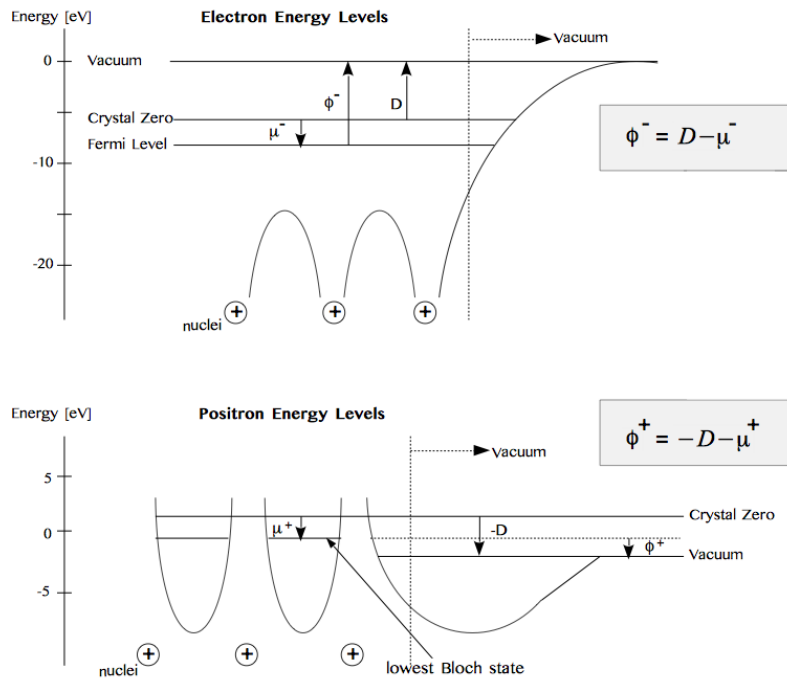 Energy [eV]
Electron Energy Levels
Vacuum
0
Vacuum
ϕ⁻
D
Crystal Zero
μ⁻
Fermi Level
ϕ⁻ = D−μ⁻
-10
-20
+ + +
nuclei
Energy [eV]
Positron Energy Levels
ϕ⁺ = −D−μ⁺
Vacuum
5
Crystal Zero
μ⁺
-D
0
ϕ⁺
Vacuum
-5
+ + +
nuclei
lowest Bloch state